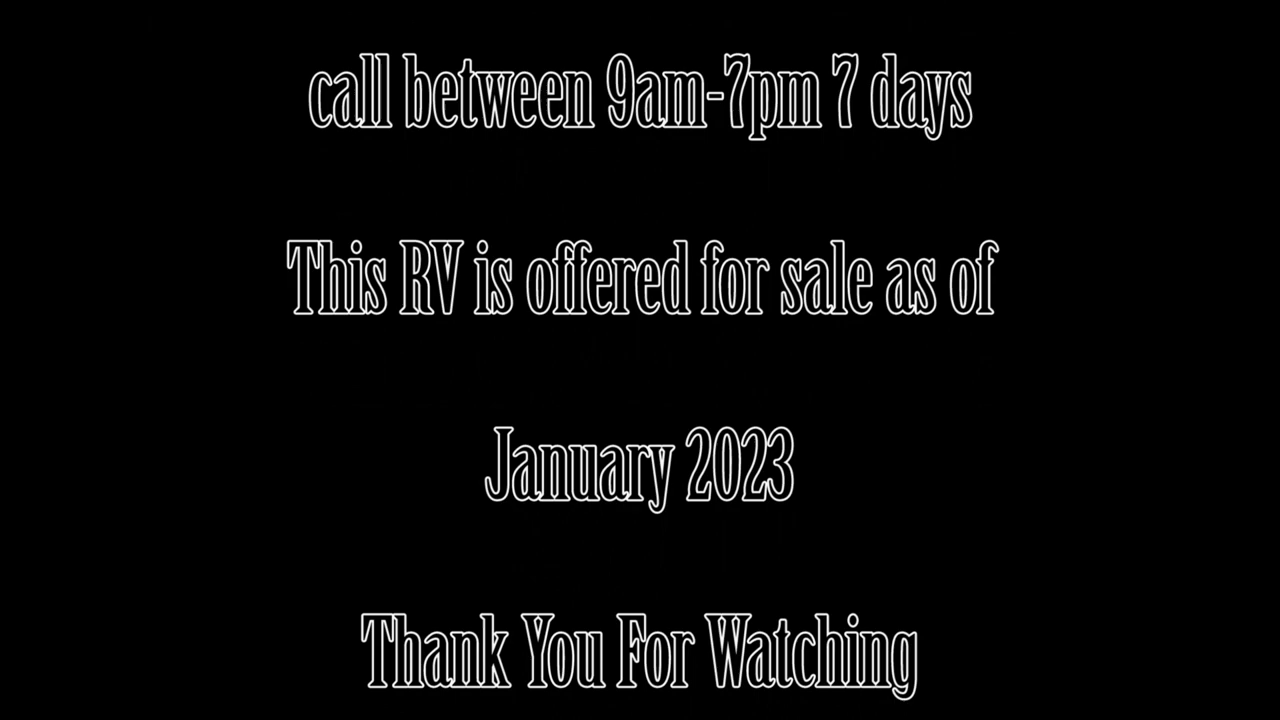 call between 9am-7pm 7 days
This RV is offered for sale as of
January 2023
Thank You For Watching